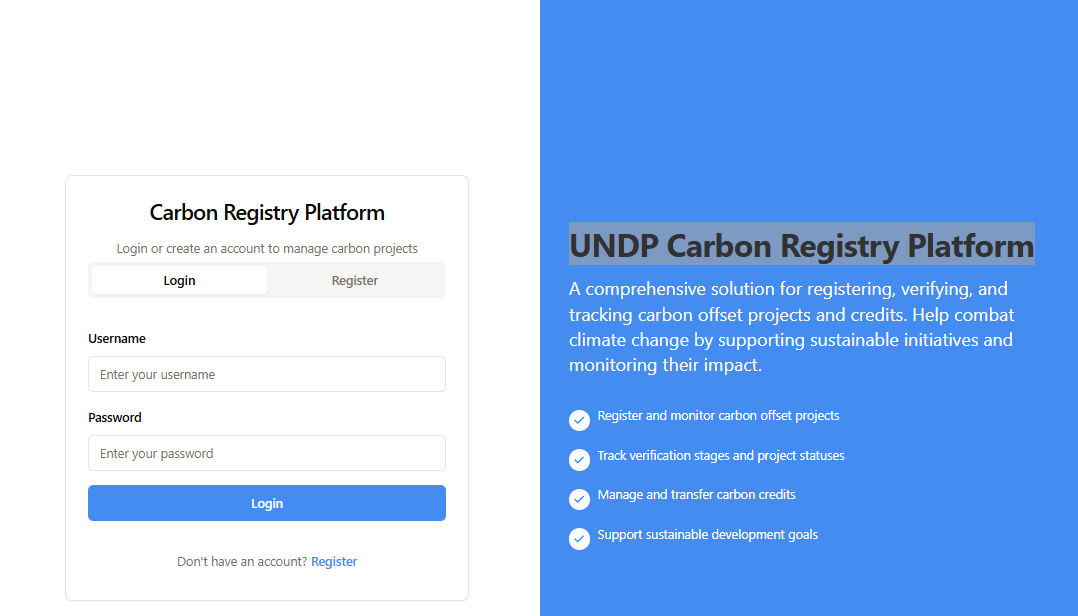 Carbon Registry Platform
Login or create an account to manage carbon projects
Login
Register
Username
Enter your username
Password
Enter your password
Login
Don't have an account? Register
UNDP Carbon Registry Platform
A comprehensive solution for registering, verifying, and
tracking carbon offset projects and credits. Help combat
climate change by supporting sustainable initiatives and
monitoring their impact.
Register and monitor carbon offset projects
Track verification stages and project statuses
Manage and transfer carbon credits
Support sustainable development goals